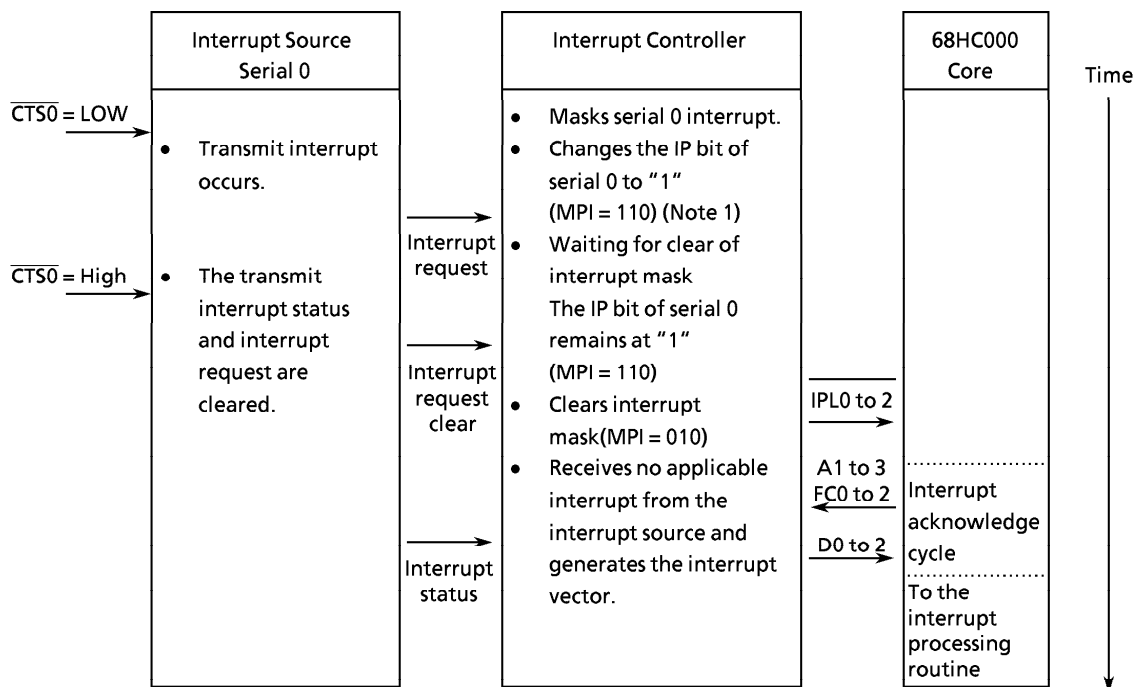 Interrupt Source
Serial 0
Interrupt Controller
68HC000
Core
Time
CTS0 = LOW
CTS0 = High
• Transmit interrupt
occurs.
• The transmit
interrupt status
and interrupt
request are
cleared.
Interrupt
request
Interrupt
request
clear
Interrupt
status
• Masks serial 0 interrupt.
• Changes the IP bit of
serial 0 to "1"
(MPI = 110) (Note 1)
• Waiting for clear of
interrupt mask
The IP bit of serial 0
remains at "1"
(MPI = 110)
• Clears interrupt
mask(MPI = 010)
• Receives no applicable
interrupt from the
interrupt source and
generates the interrupt
vector.
IPL0 to 2
A1 to 3
FC0 to 2
D0 to 2
Interrupt
acknowledge
cycle
To the
interrupt
processing
routine